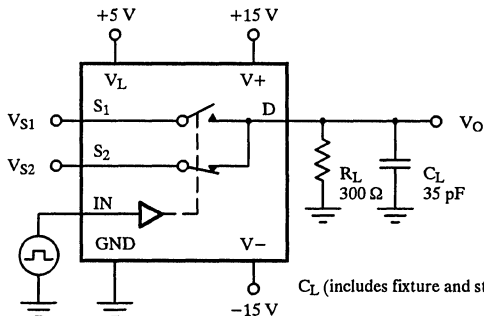 +5 V
+15 V
V_L
V+
V_S1
S_1
D
V_O
V_S2
S_2
R_L
300 Ω
C_L
35 pF
IN
GND
V−
−15 V
C_L (includes fixture and